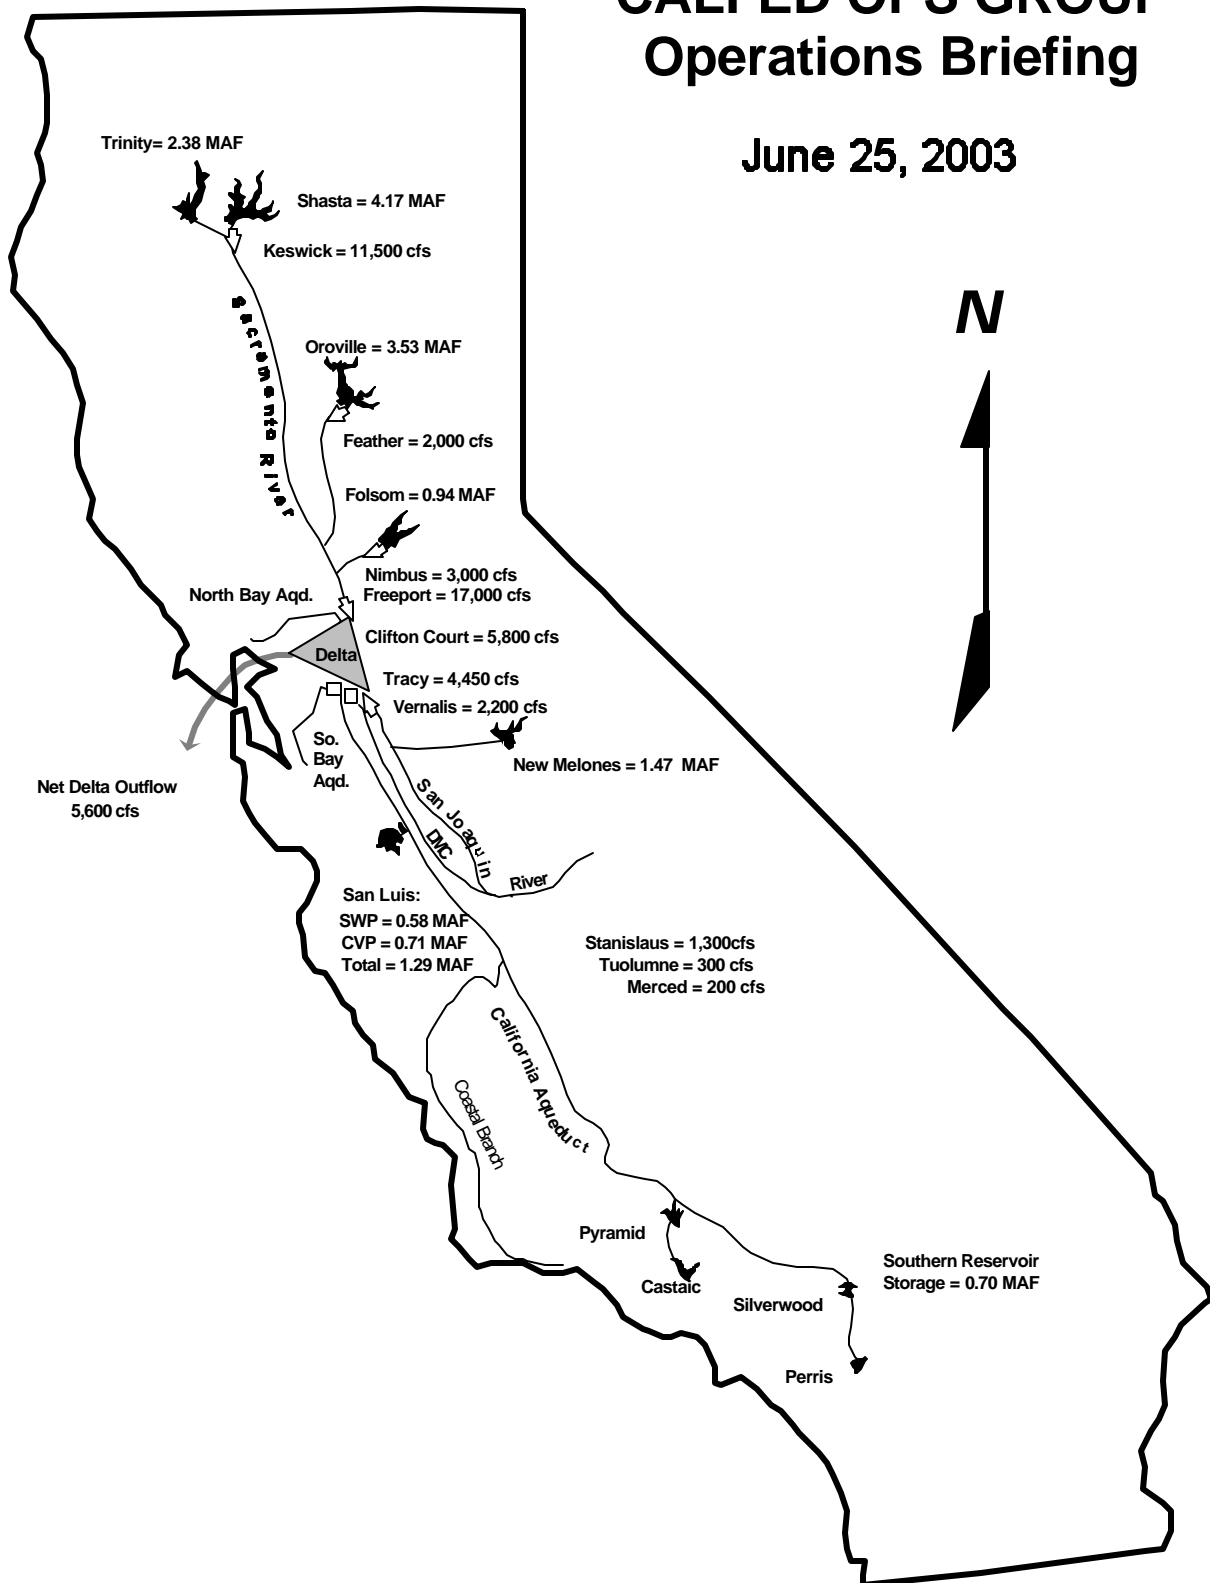 CALFED OPS GROUP
Operations Briefing
June 25, 2003
Trinity= 2.38 MAF
Shasta = 4.17 MAF
Keswick = 11,500 cfs
N
Sacramento River
Oroville = 3.53 MAF
Feather = 2,000 cfs
Folsom = 0.94 MAF
Nimbus = 3,000 cfs
North Bay Aqd.
Freeport = 17,000 cfs
Clifton Court = 5,800 cfs
Delta
Tracy = 4,450 cfs
Vernalis = 2,200 cfs
So.
Bay
Aqd.
New Melones = 1.47 MAF
Net Delta Outflow
5,600 cfs
San Joaquin
River
DMC
San Luis:
SWP = 0.58 MAF
CVP = 0.71 MAF
Total = 1.29 MAF
Stanislaus = 1,300cfs
Tuolumne = 300 cfs
Merced = 200 cfs
California Aqueduct
Coastal Branch
Pyramid
Castaic
Silverwood
Southern Reservoir
Storage = 0.70 MAF
Perris